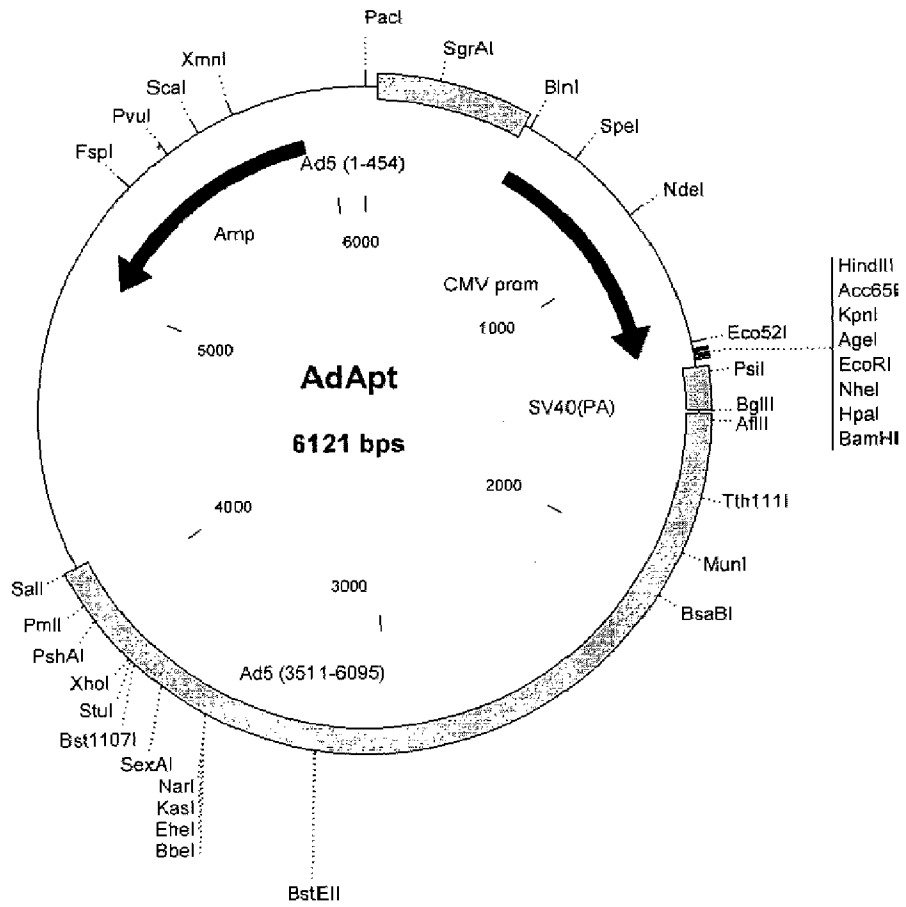 PacI
SgrAI
XmnI
BlnI
ScaI
SpeI
PvuI
FspI
NdeI
Ad5 (1-454)
Amp
6000
HindIII
CMV prom
Acc65I
1000
KpnI
Eco52I
AgeI
5000
PsiI
EcoRI
AdApt
NheI
SV40(PA)
BglII
HpaI
AflII
BamHI
6121 bps
2000
4000
Tth111I
MunI
SalI
3000
BsaBI
PmlI
PshAI
Ad5 (3511-6095)
XhoI
StuI
Bst1107I
SexAI
NarI
KasI
EheI
BbeI
BstEII